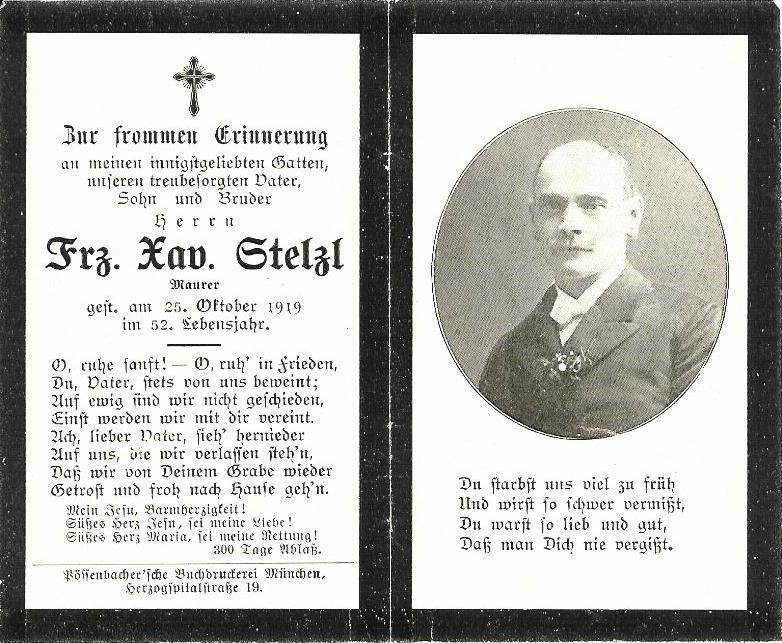 Zur frommen Erinnerung
an meinen innigstgeliebten Gatten,
unseren treubesorgten Vater,
Sohn und Bruder
Herrn
Frz. Xav. Stelzl
Maurer
gest. am 25. Oktober 1919
im 52. Lebensjahr.
O, ruhe sanft! — O, ruh' in Frieden,
Du, Vater, stets von uns beweint;
Auf ewig sind wir nicht geschieden,
Einst werden wir mit dir vereint.
Ach, lieber Vater, sieh' hernieder
Auf uns, die wir verlassen steh'n,
Daß wir von Deinem Grabe wieder
Getrost und froh nach Hause geh'n.
Mein Jesu, Barmherzigkeit!
Süßes Herz Jesu, sei meine Liebe!
Süßes Herz Maria, sei meine Rettung!
300 Tage Ablaß.
Pössenbacher'sche Buchdruckerei München,
Herzogspitalstraße 19.
Du starbst uns viel zu früh
Und wirst so schwer vermißt,
Du warst so lieb und gut,
Daß man Dich nie vergißt.